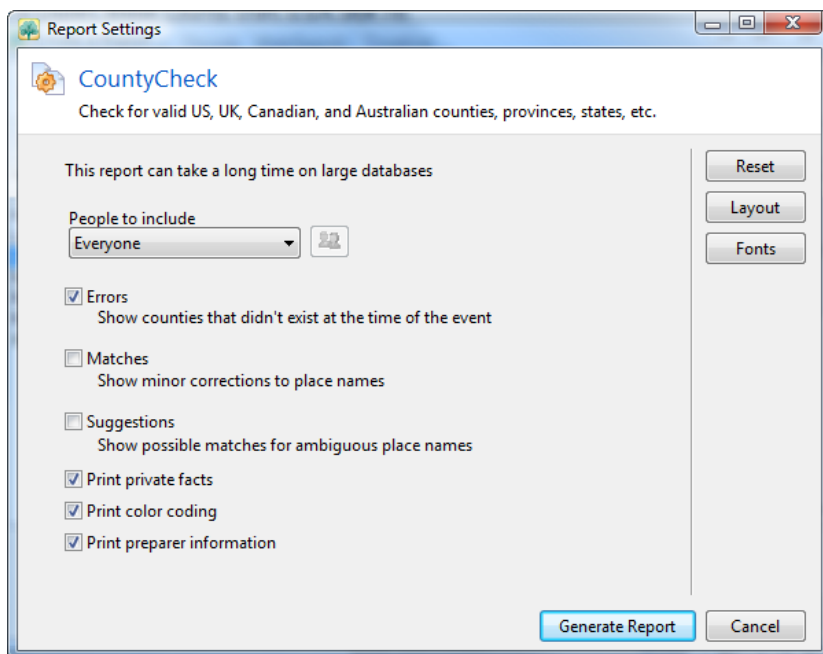 Report Settings
CountyCheck
Check for valid US, UK, Canadian, and Australian counties, provinces, states, etc.
This report can take a long time on large databases
Reset
Layout
People to include
Everyone
Fonts
Errors
Show counties that didn't exist at the time of the event
Matches
Show minor corrections to place names
Suggestions
Show possible matches for ambiguous place names
Print private facts
Print color coding
Print preparer information
Generate Report
Cancel